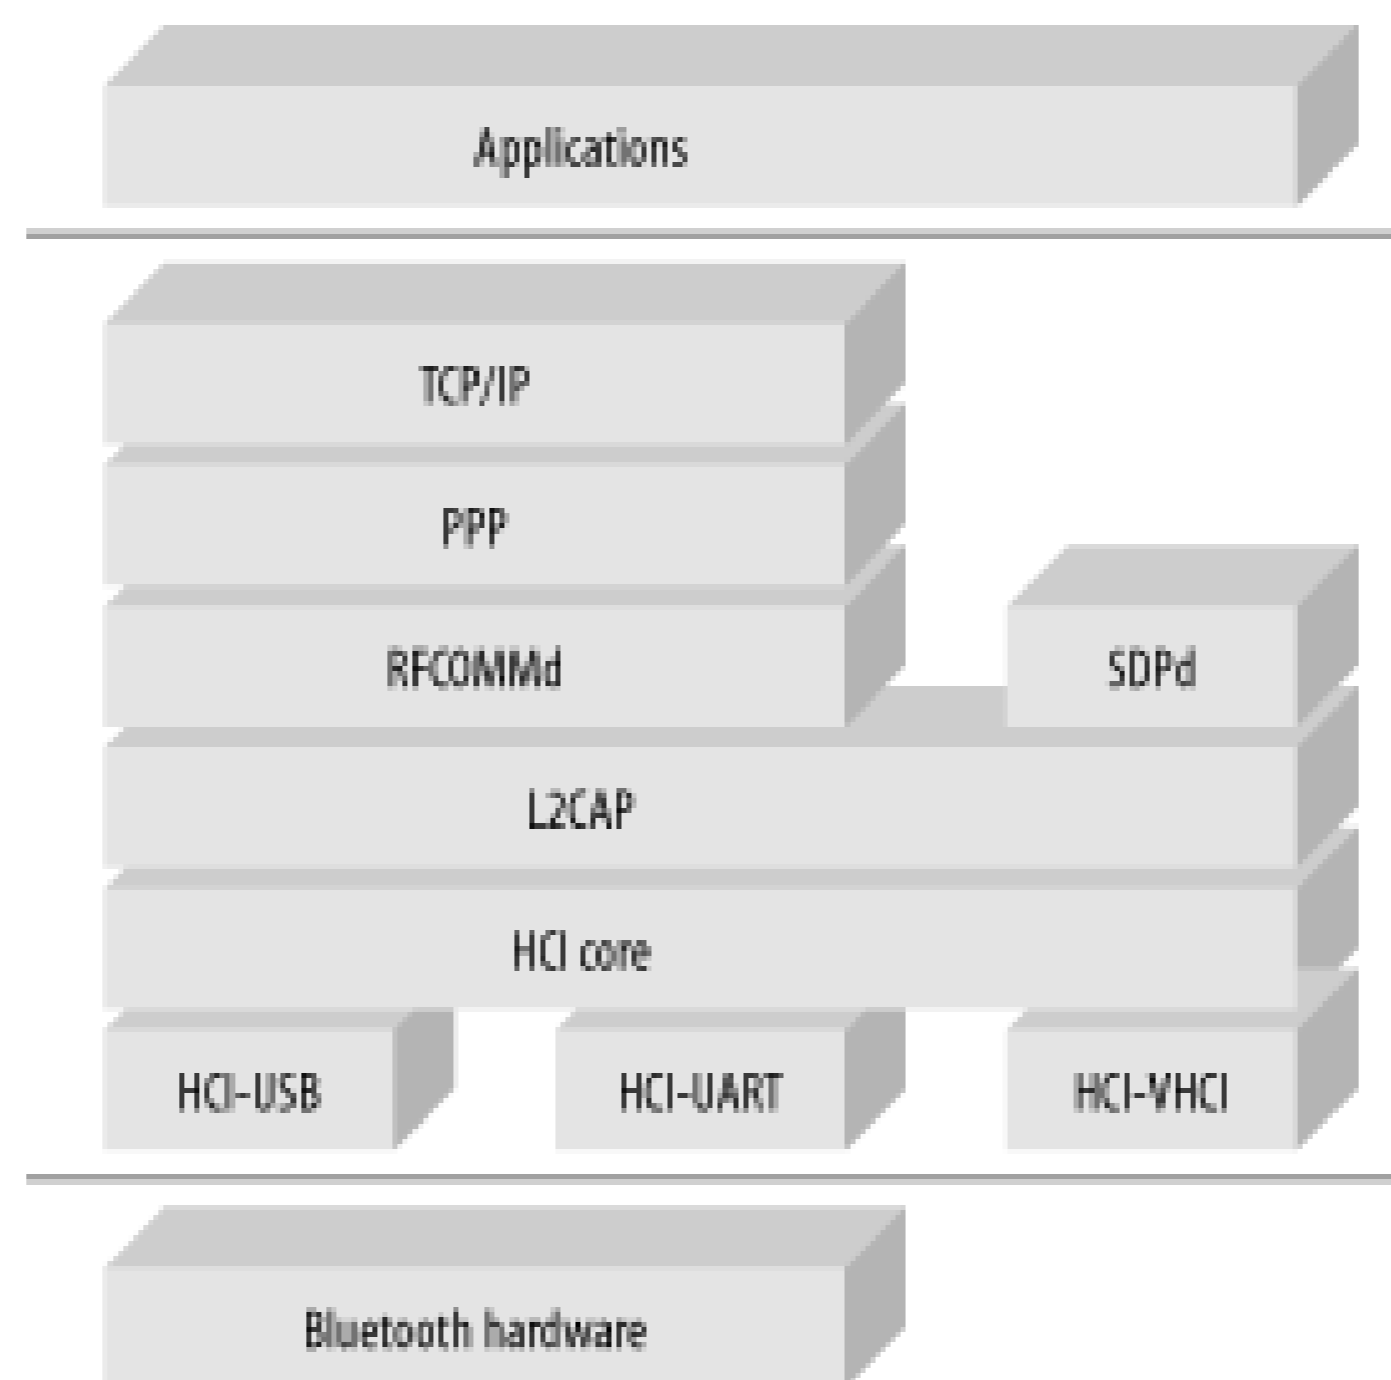 Applications
TCP/IP
PPP
RFCOMMd
SDPd
L2CAP
HCI core
HCI-USB
HCI-UART
HCI-VHCI
Bluetooth hardware